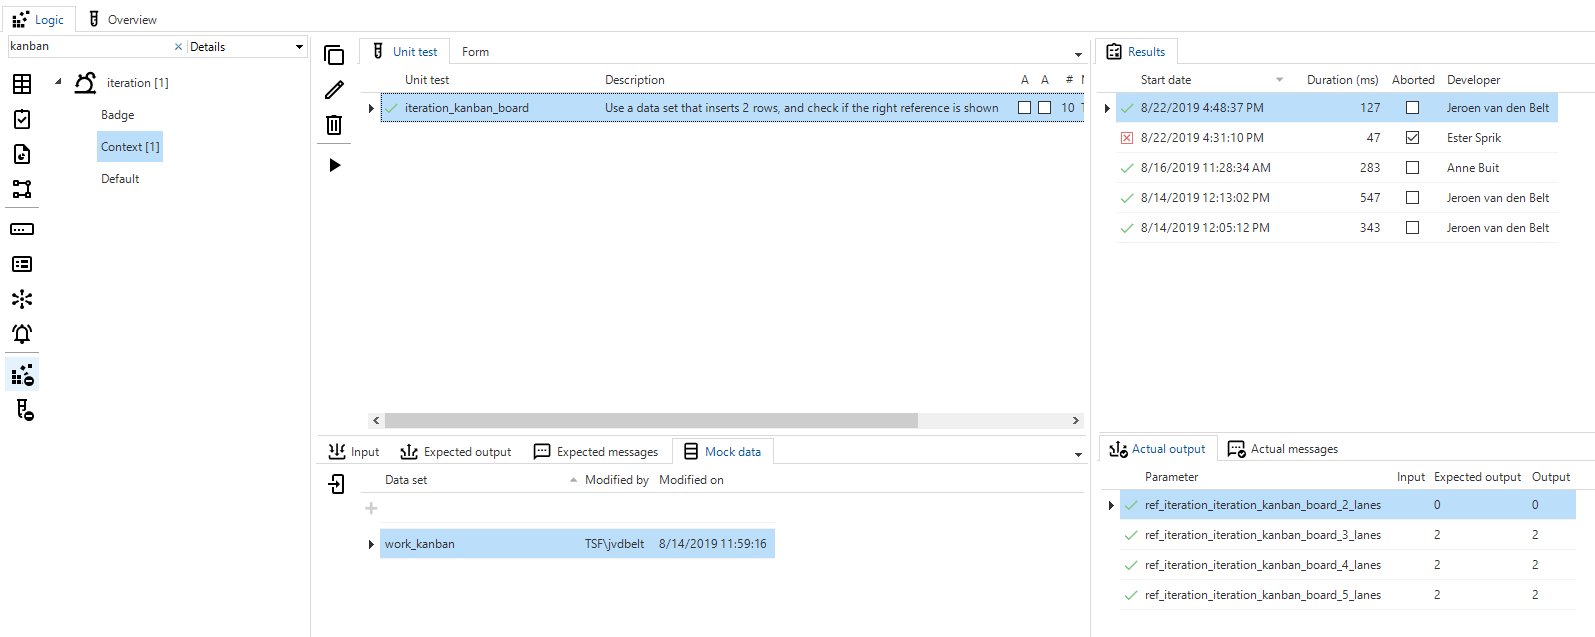 Logic Overview
kanban × Details
iteration [1]
Badge
Context [1]
Default
Unit test Form
Unit test Description A A #
iteration_kanban_board Use a data set that inserts 2 rows, and check if the right reference is shown 10
Input Expected output Expected messages Mock data
Data set Modified by Modified on
work_kanban TSF\jvdbelt 8/14/2019 11:59:16
Results
Start date Duration (ms) Aborted Developer
8/22/2019 4:48:37 PM 127 Jeroen van den Belt
8/22/2019 4:31:10 PM 47 Ester Sprik
8/16/2019 11:28:34 AM 283 Anne Buit
8/14/2019 12:13:02 PM 547 Jeroen van den Belt
8/14/2019 12:05:12 PM 343 Jeroen van den Belt
Actual output Actual messages
Parameter Input Expected output Output
ref_iteration_iteration_kanban_board_2_lanes 0 0
ref_iteration_iteration_kanban_board_3_lanes 2 2
ref_iteration_iteration_kanban_board_4_lanes 2 2
ref_iteration_iteration_kanban_board_5_lanes 2 2